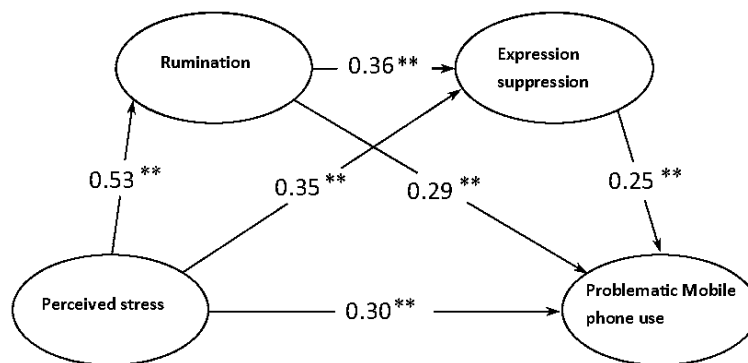 Rumination
0.36**
Expression
suppression
0.53**
0.35**
0.29**
0.25**
Perceived stress
0.30**
Problematic Mobile
phone use